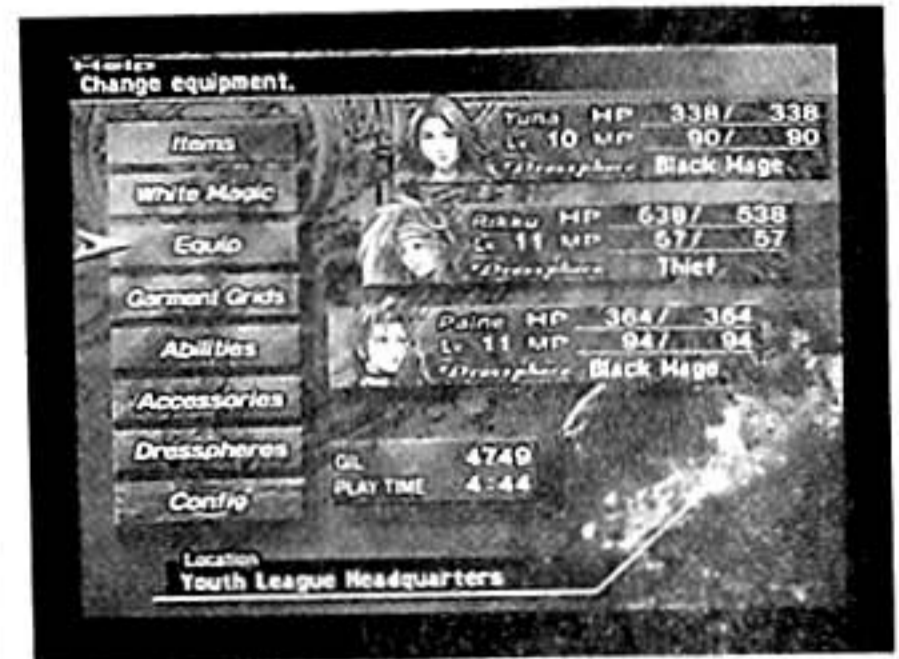 Help
Change equipment.
Items
White Magic
Equip
Garment Grids
Abilities
Accessories
Dresspheres
Config
Yuna HP 338/ 338
Lv. 10 MP 90/ 90
Dressphere Black Mage
Rikku HP 538/ 538
Lv. 11 MP 57/ 57
Dressphere Thief
Paine HP 364/ 364
Lv. 11 MP 94/ 94
Dressphere Black Mage
GIL 4749
PLAY TIME 4:44
Location
Youth League Headquarters